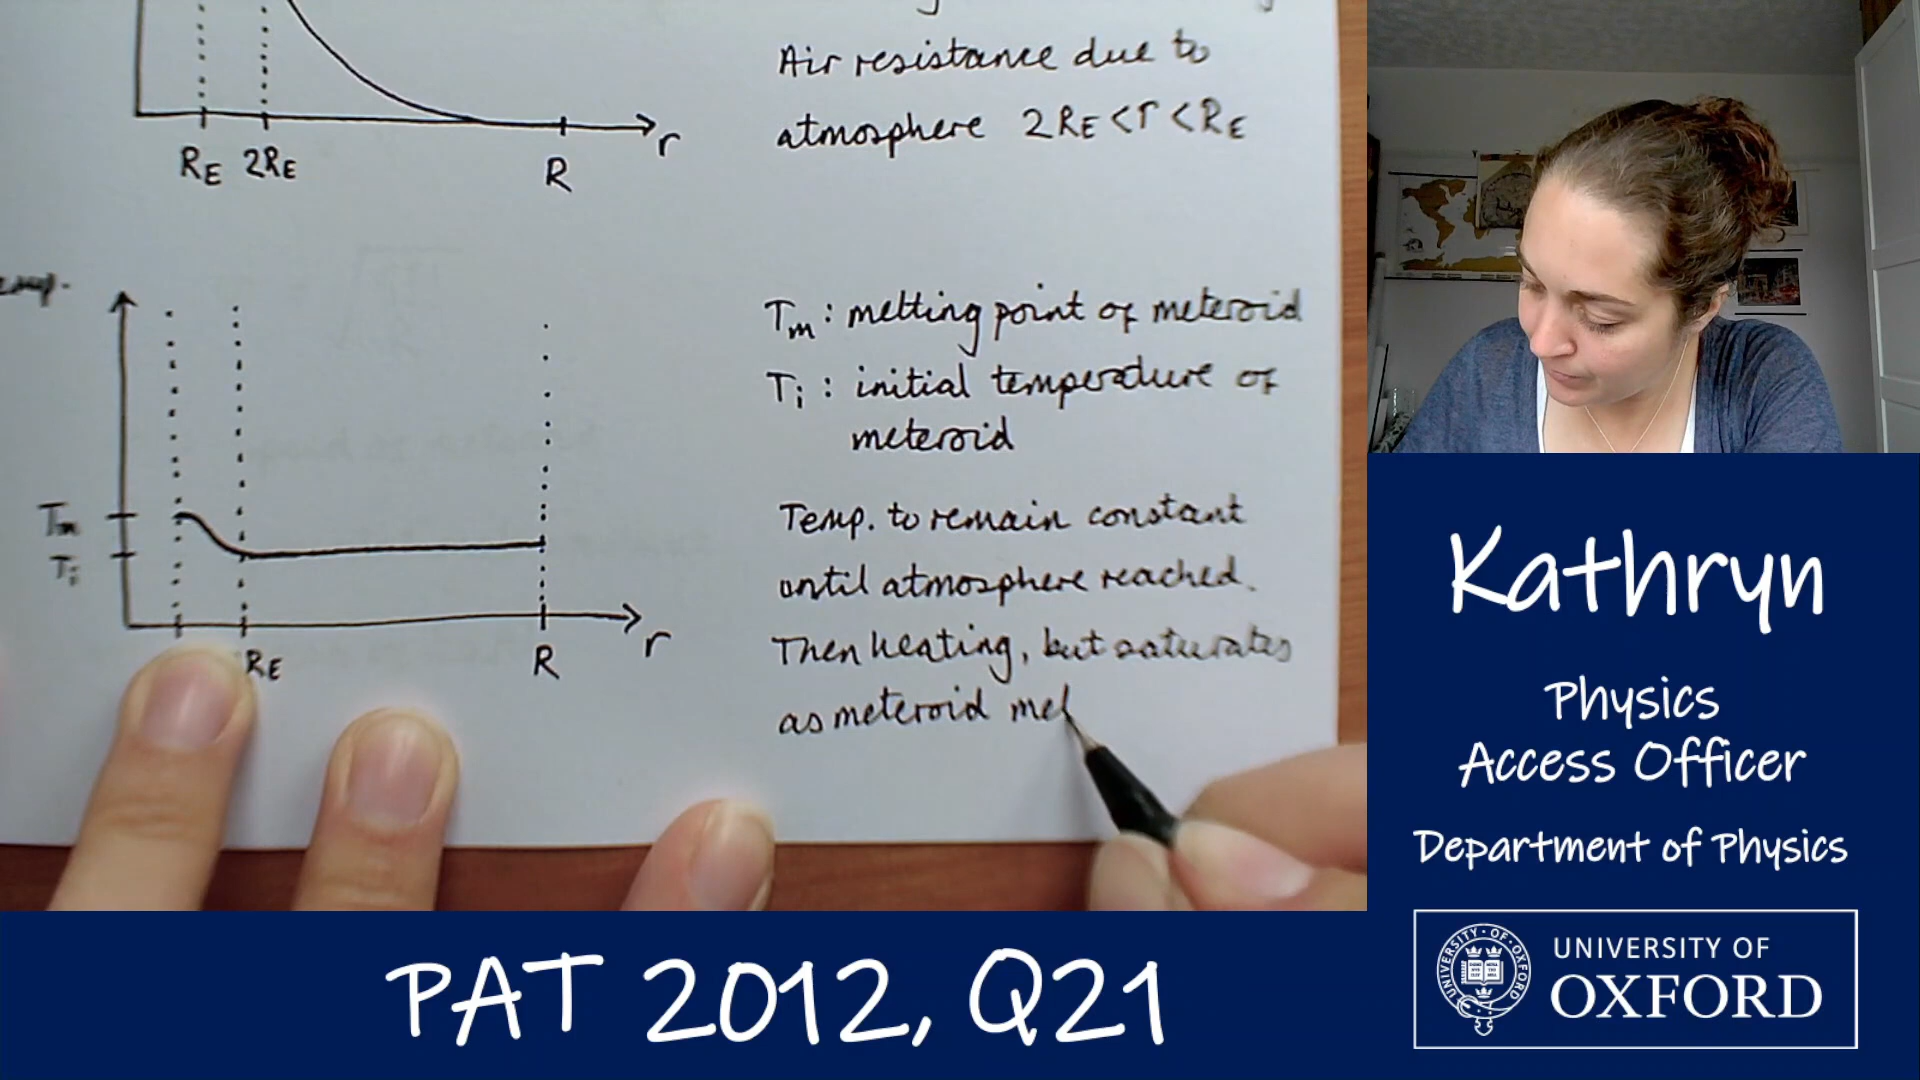 Air resistance due to
atmosphere 2RE < r < RE
r
RE 2RE
R
Tm : melting point of meteroid
Ti : initial temperature of
meteroid
Tm
Ti
Temp. to remain constant
until atmosphere reached.
Then heating, but saturates
as meteroid mel
RE
R
r
Kathryn
Physics
Access Officer
Department of Physics
UNIVERSITY OF
OXFORD
PAT 2012, Q21